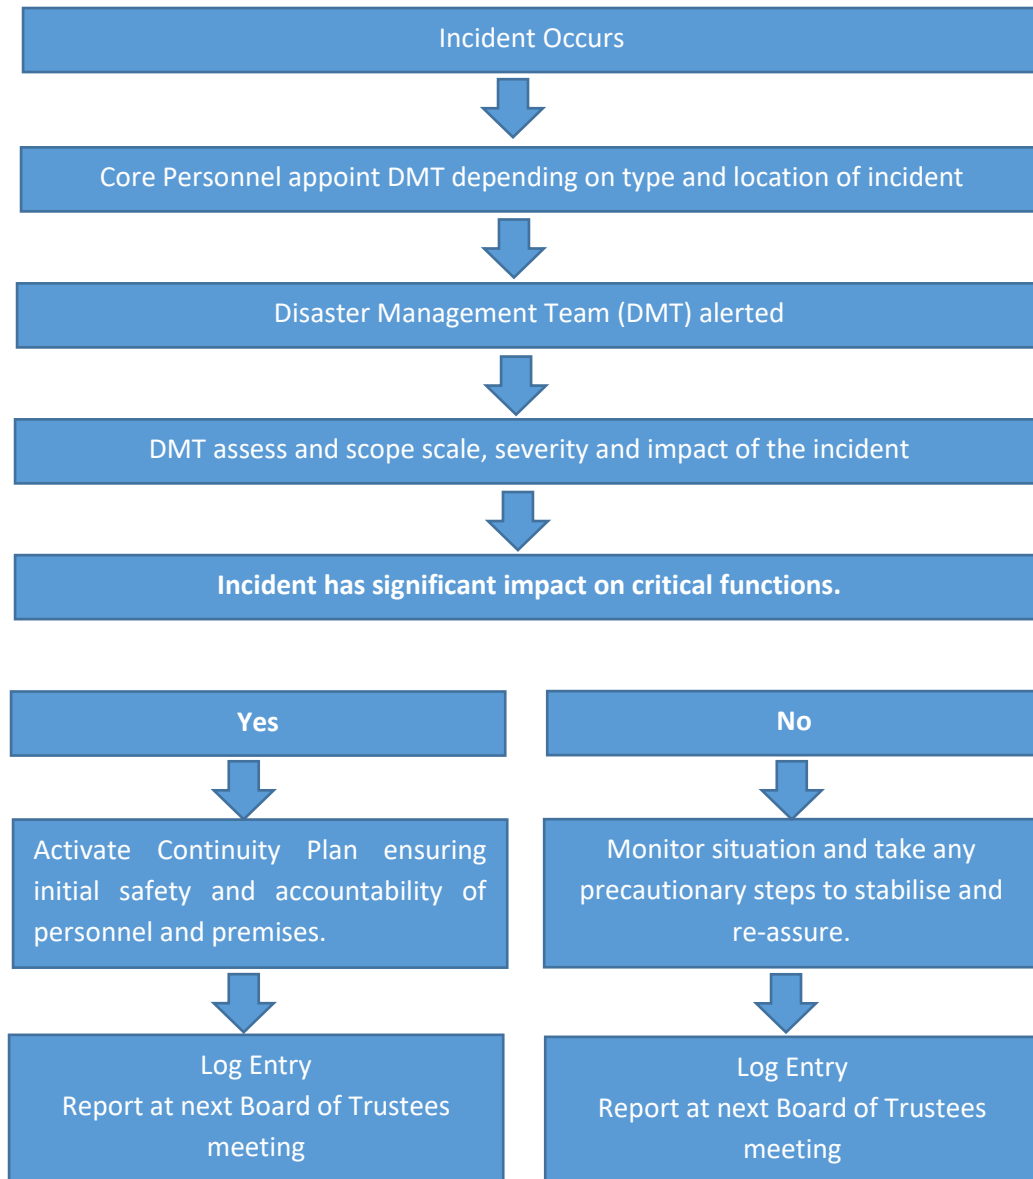 Incident Occurs
Core Personnel appoint DMT depending on type and location of incident
Disaster Management Team (DMT) alerted
DMT assess and scope scale, severity and impact of the incident
Incident has significant impact on critical functions.
Yes
Activate Continuity Plan ensuring
initial safety and accountability of
personnel and premises.
Log Entry
Report at next Board of Trustees
meeting
No
Monitor situation and take any
precautionary steps to stabilise and
re-assure.
Log Entry
Report at next Board of Trustees
meeting